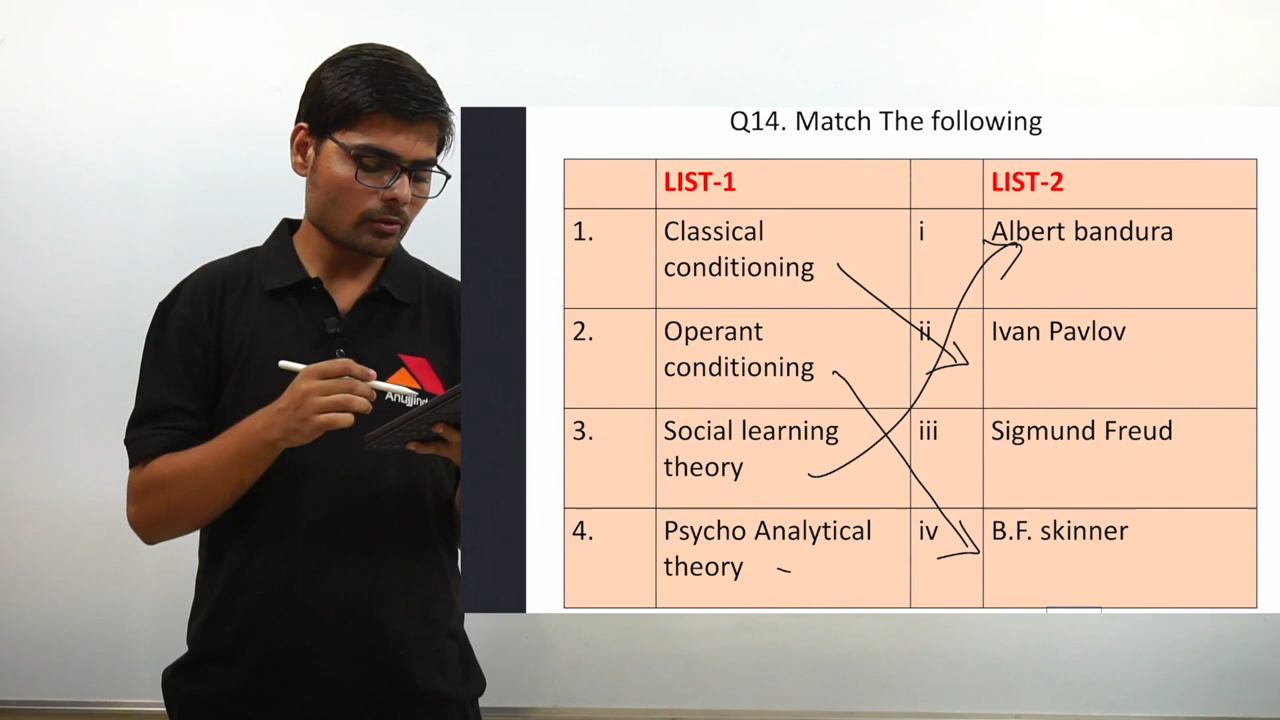 Q14. Match The following
LIST-1 LIST-2
1. Classical conditioning i Albert bandura
2. Operant conditioning ii Ivan Pavlov
3. Social learning theory iii Sigmund Freud
4. Psycho Analytical theory iv B.F. skinner